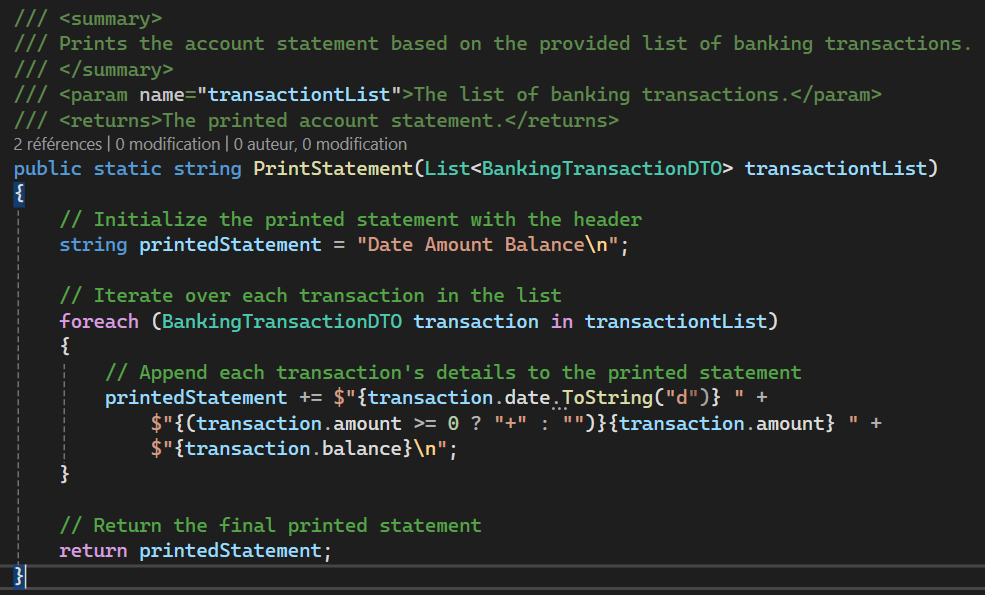 /// <summary>
/// Prints the account statement based on the provided list of banking transactions.
/// </summary>
/// <param name="transactiontList">The list of banking transactions.</param>
/// <returns>The printed account statement.</returns>
2 références | 0 modification | 0 auteur, 0 modification
public static string PrintStatement(List<BankingTransactionDTO> transactiontList)
{
    // Initialize the printed statement with the header
    string printedStatement = "Date Amount Balance\n";
    // Iterate over each transaction in the list
    foreach (BankingTransactionDTO transaction in transactiontList)
    {
        // Append each transaction's details to the printed statement
        printedStatement += $"{transaction.date.ToString("d")} " +
            $"{(transaction.amount >= 0 ? "+" : "")}{transaction.amount} " +
            $"{transaction.balance}\n";
    }
    // Return the final printed statement
    return printedStatement;
}